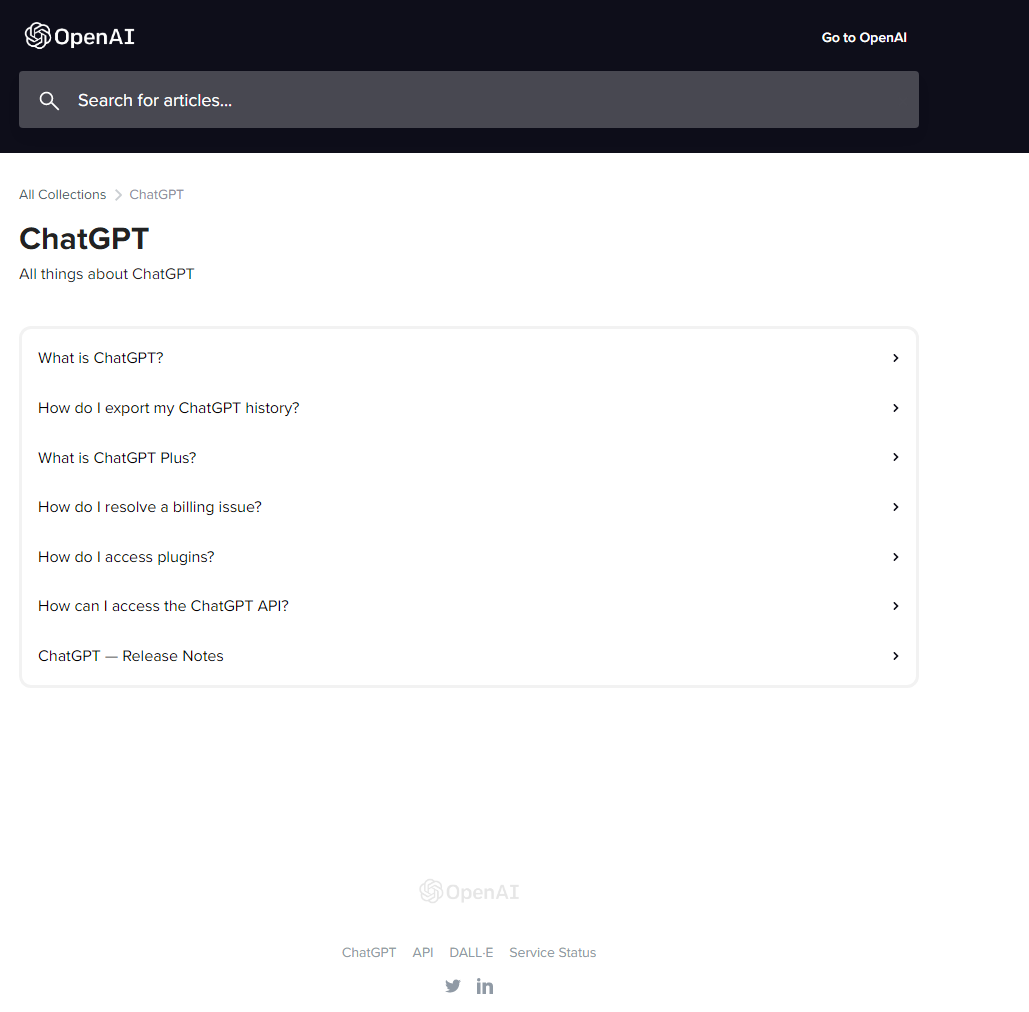 OpenAI
Go to OpenAI
Search for articles...
All Collections > ChatGPT
ChatGPT
All things about ChatGPT
What is ChatGPT?
How do I export my ChatGPT history?
What is ChatGPT Plus?
How do I resolve a billing issue?
How do I access plugins?
How can I access the ChatGPT API?
ChatGPT — Release Notes
OpenAI
ChatGPT API DALL·E Service Status
in